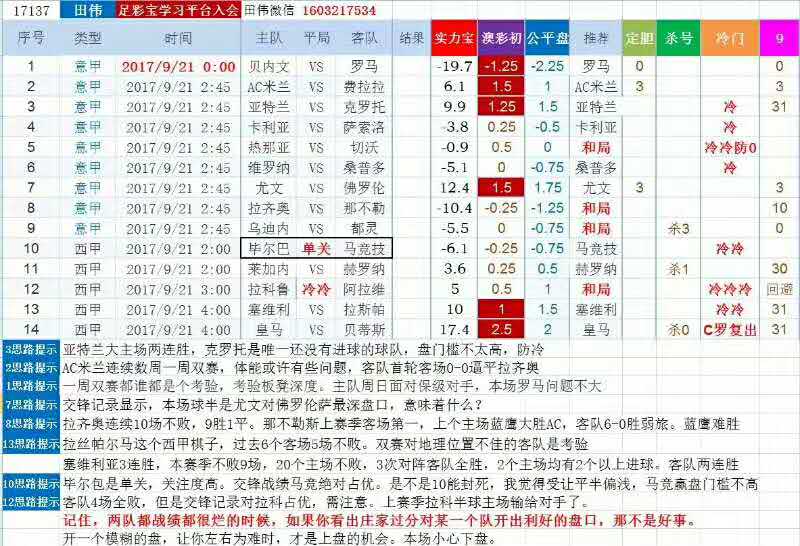 17137 田伟 足彩宝学习平台入会 田伟微信 1603217534
序号 类型 时间 主队 平局 客队 结果 实力宝 澳彩初 公平盘 推荐 定胆 杀号 冷门 9
1 意甲 2017/9/21 0:00 贝内文 VS 罗马 -19.7 -1.25 -2.25 罗马 0 0
2 意甲 2017/9/21 2:45 AC米兰 VS 费拉拉 6.1 1.5 1 AC米兰 3 3
3 意甲 2017/9/21 2:45 亚特兰 VS 克罗托 9.9 1.25 1.5 亚特兰 冷 31
4 意甲 2017/9/21 2:45 卡利亚 VS 萨索洛 -3.8 0.25 -0.5 卡利亚 冷
5 意甲 2017/9/21 2:45 热那亚 VS 切沃 -0.9 0.5 0 和局 冷冷防0
6 意甲 2017/9/21 2:45 维罗纳 VS 桑普多 -5.1 0 -0.75 桑普多 冷
7 意甲 2017/9/21 2:45 尤文 VS 佛罗伦 12.4 1.5 1.75 尤文 3 3
8 意甲 2017/9/21 2:45 拉齐奥 VS 那不勒 -10.4 -0.25 -1.25 和局 10
9 意甲 2017/9/21 2:45 乌迪内 VS 都灵 -5.5 0 -0.75 和局 杀3 0
10 西甲 2017/9/21 2:00 毕尔巴 单关 马竞技 -6.1 -0.25 -0.75 马竞技 冷冷
11 西甲 2017/9/21 2:00 莱加内 VS 赫罗纳 3.6 0.25 0.5 赫罗纳 杀1 30
12 西甲 2017/9/21 3:00 拉科鲁 冷冷 阿拉维 5 0.5 1 和局 冷冷冷 回避
13 西甲 2017/9/21 4:00 塞维利 VS 拉斯帕 10 1 1.5 塞维利 冷冷 31
14 西甲 2017/9/21 4:00 皇马 VS 贝蒂斯 17.4 2.5 2 皇马 杀0 C罗复出 31
3思路提示 亚特兰大主场两连胜，克罗托是唯一还没有进球的球队，盘门槛不太高，防冷
2思路提示 AC米兰连续数周一周双赛，体能或许有些问题，客队首轮客场0-0逼平拉齐奥
1思路提示 一周双赛都谁都是个考验，考验板凳深度。主队周日面对保级对手，本场罗马问题不大
7思路提示 交锋记录显示，本场球半是尤文对佛罗伦萨最深盘口，意味着什么？
8思路提示 拉齐奥连续10场不败，9胜1平。那不勒斯上赛季客场第一，上个主场蓝鹰大胜AC，客队6-0胜弱旅。蓝鹰难胜
13思路提示 拉丝帕尔马这个西甲棋子，过去6个客场5场不败。双赛对地理位置不佳的客队是考验
塞维利亚3连胜，本赛季不败9场，20个主场不败，3次对阵客队全胜，2个主场均有2个以上进球。客队两连胜
10思路提示 毕尔包是单关，关注度高。交锋战绩马竞绝对占优。是不是10能封死，我觉得受让平半偏浅，马竞赢盘门槛不高
12思路提示 客队4场全败，但是交锋记录对拉科占优，需注意。上赛季拉科半球主场输给对手了。
记住，两队都战绩都很烂的时候，如果你看出庄家过分对某一个队开出利好的盘口，那不是好事。
开一个模糊的盘，让你左右为难时，才是上盘的机会。本场小心下盘。